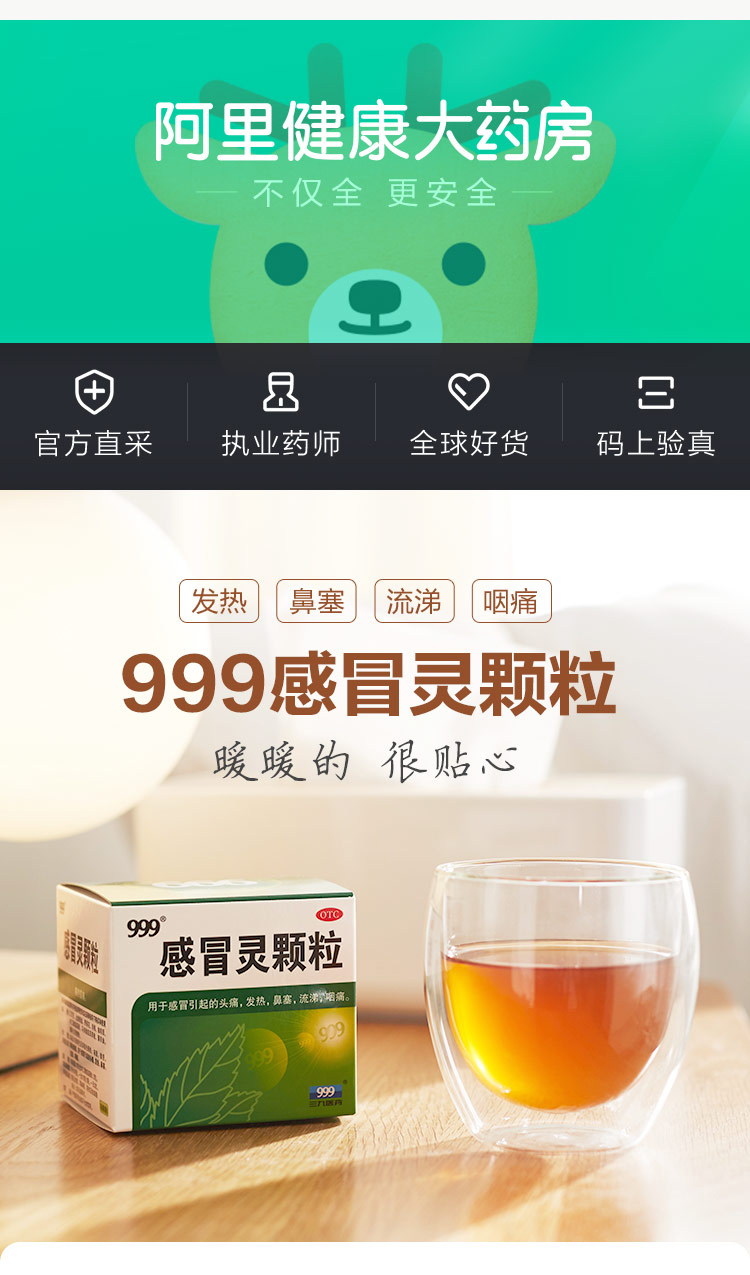 阿里健康大药房
不仅全 更安全
官方直采 执业药师 全球好货 码上验真
发热 鼻塞 流涕 咽痛
999感冒灵颗粒
暖暖的 很贴心
999®
OTC
感冒灵颗粒
用于感冒引起的头痛,发热,鼻塞,流涕,咽痛。
999
999
999®
三九医药
999
感冒灵颗粒